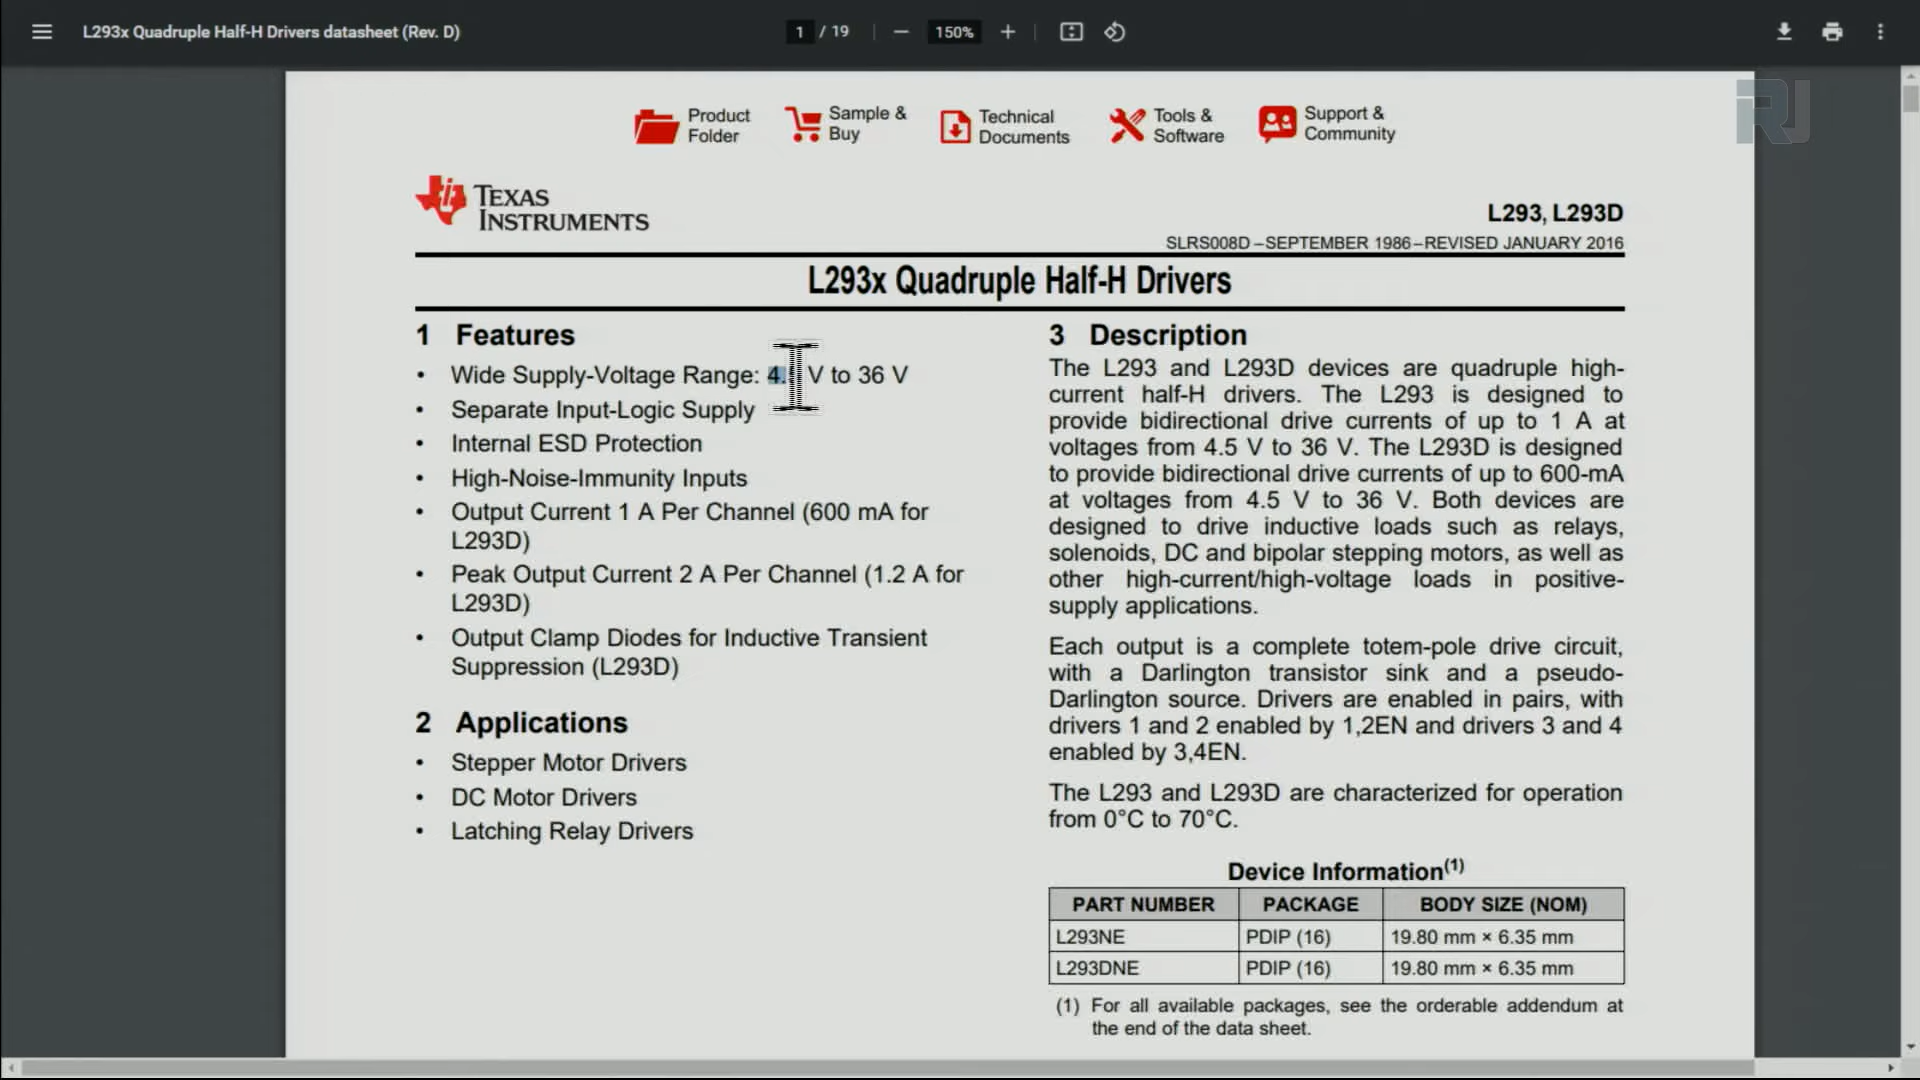 L293x Quadruple Half-H Drivers datasheet (Rev. D)
1 / 19
150%
Product Folder
Sample & Buy
Technical Documents
Tools & Software
Support & Community
RJ
TEXAS
INSTRUMENTS
L293, L293D
SLRS008D –SEPTEMBER 1986–REVISED JANUARY 2016
L293x Quadruple Half-H Drivers
1 Features
• Wide Supply-Voltage Range: 4.5 V to 36 V
• Separate Input-Logic Supply
• Internal ESD Protection
• High-Noise-Immunity Inputs
• Output Current 1 A Per Channel (600 mA for
L293D)
• Peak Output Current 2 A Per Channel (1.2 A for
L293D)
• Output Clamp Diodes for Inductive Transient
Suppression (L293D)
2 Applications
• Stepper Motor Drivers
• DC Motor Drivers
• Latching Relay Drivers
3 Description
The L293 and L293D devices are quadruple high-
current half-H drivers. The L293 is designed to
provide bidirectional drive currents of up to 1 A at
voltages from 4.5 V to 36 V. The L293D is designed
to provide bidirectional drive currents of up to 600-mA
at voltages from 4.5 V to 36 V. Both devices are
designed to drive inductive loads such as relays,
solenoids, DC and bipolar stepping motors, as well as
other high-current/high-voltage loads in positive-
supply applications.
Each output is a complete totem-pole drive circuit,
with a Darlington transistor sink and a pseudo-
Darlington source. Drivers are enabled in pairs, with
drivers 1 and 2 enabled by 1,2EN and drivers 3 and 4
enabled by 3,4EN.
The L293 and L293D are characterized for operation
from 0°C to 70°C.
Device Information(1)
PART NUMBER PACKAGE BODY SIZE (NOM)
L293NE PDIP (16) 19.80 mm × 6.35 mm
L293DNE PDIP (16) 19.80 mm × 6.35 mm
(1) For all available packages, see the orderable addendum at
the end of the data sheet.